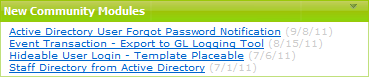 New Community Modules
Active Directory User Forgot Password Notification (9/8/11)
Event Transaction - Export to GL Logging Tool (8/15/11)
Hideable User Login - Template Placeable (7/6/11)
Staff Directory from Active Directory (7/1/11)